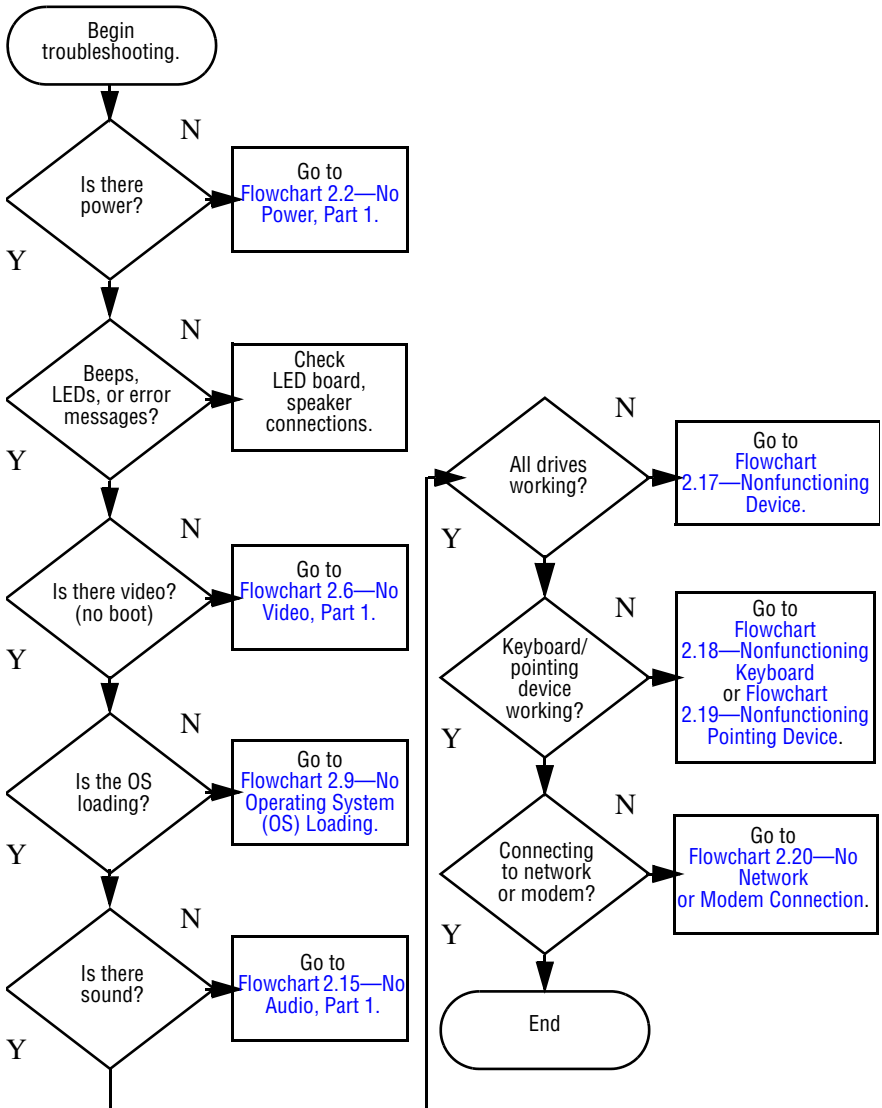 Begin
troubleshooting.
N
Is there
power?
Go to
Flowchart 2.2—No
Power, Part 1.
Y
N
Beeps,
LEDs, or error
messages?
Check
LED board,
speaker
connections.
Y
N
Is there video?
(no boot)
Go to
Flowchart 2.6—No
Video, Part 1.
Y
N
Is the OS
loading?
Go to
Flowchart 2.9—No
Operating System
(OS) Loading.
Y
N
Is there
sound?
Go to
Flowchart 2.15—No
Audio, Part 1.
Y
N
All drives
working?
Go to
Flowchart
2.17—Nonfunctioning
Device.
Y
N
Keyboard/
pointing
device
working?
Go to
Flowchart
2.18—Nonfunctioning
Keyboard
or Flowchart
2.19—Nonfunctioning
Pointing Device.
Y
N
Connecting
to network
or modem?
Go to
Flowchart 2.20—No
Network
or Modem Connection.
Y
End